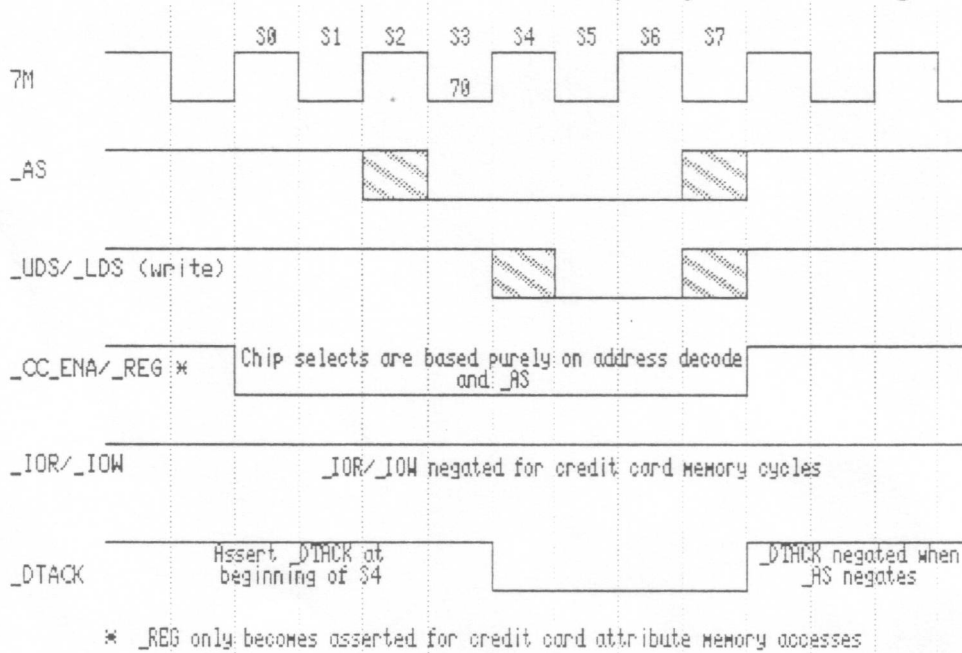 S0 S1 S2 S3 S4 S5 S6 S7
7M
70
_AS
_UDS/_LDS (write)
_CC_ENA/_REG *
Chip selects are based purely on address decode
and _AS
_IOR/_IOW
_IOR/_IOW negated for credit card memory cycles
_DTACK
Assert _DTACK at
beginning of S4
_DTACK negated when
_AS negates
* _REG only becomes asserted for credit card attribute memory accesses